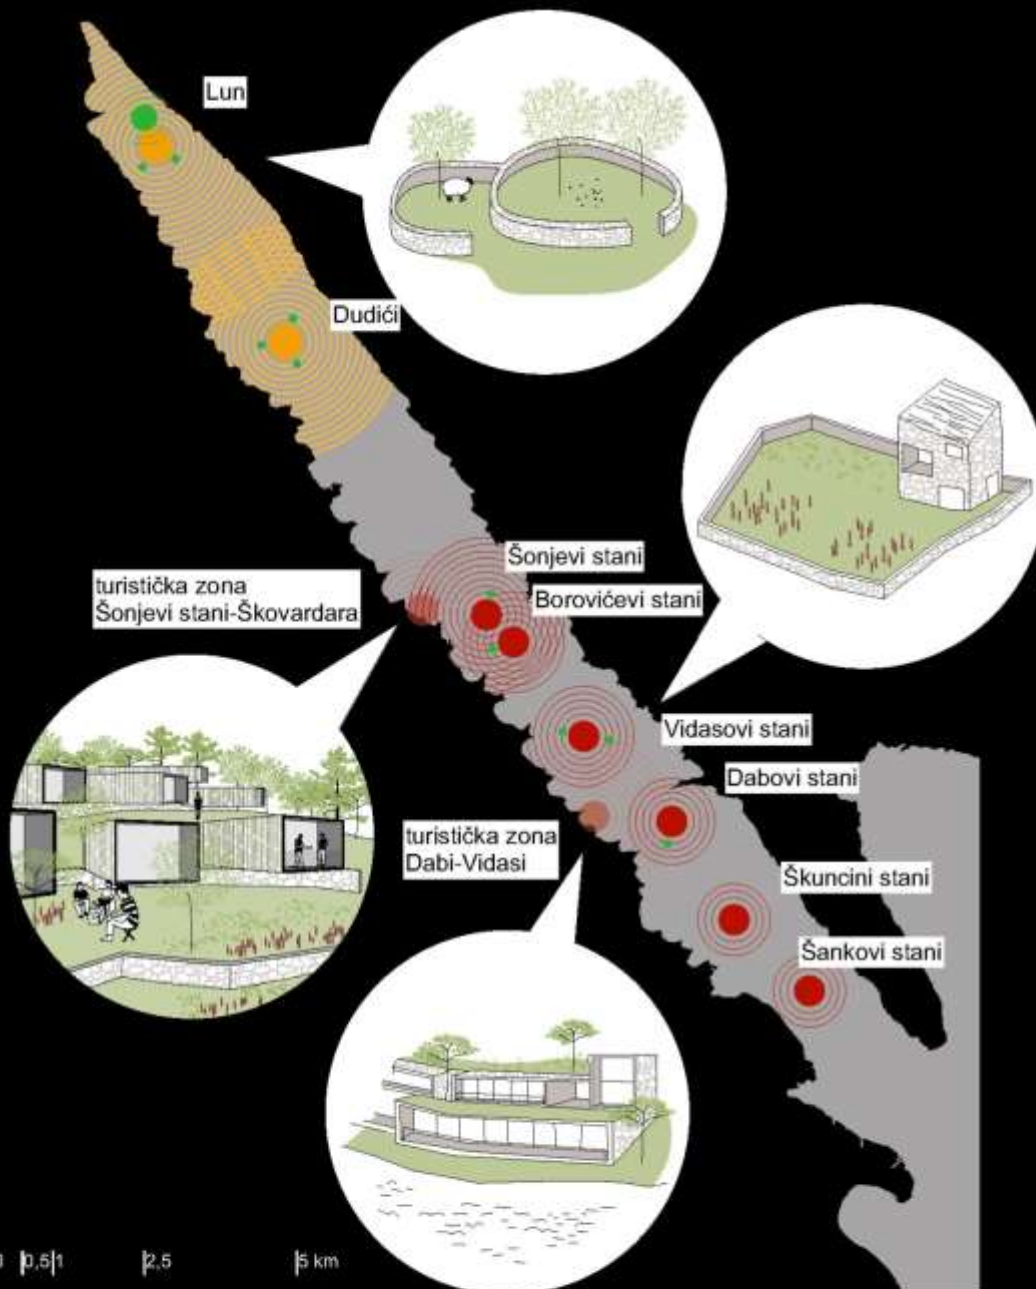 Lun
Dudići
Šonjevi stani
turistička zona
Šonjevi stani-Škovardara
Borovićevi stani
Vidasovi stani
Dabovi stani
turistička zona
Dabi-Vidasi
Škuncini stani
Šankovi stani
0,5 1 2,5 5 km